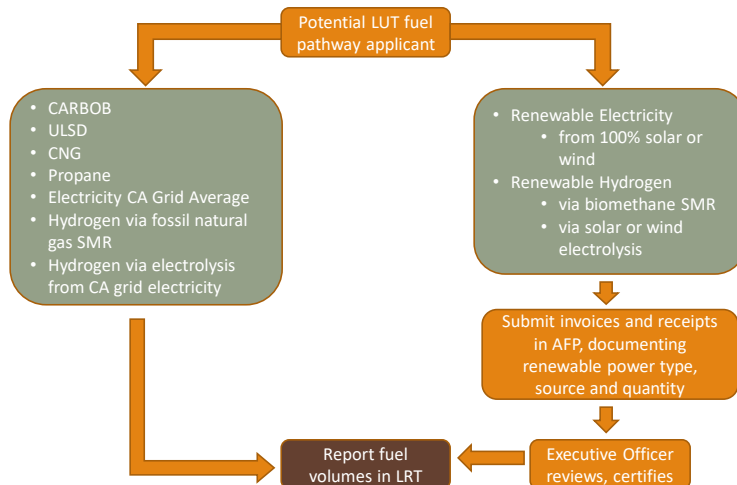 Potential LUT fuel
pathway applicant
• CARBOB
• ULSD
• CNG
• Propane
• Electricity CA Grid Average
• Hydrogen via fossil natural
gas SMR
• Hydrogen via electrolysis
from CA grid electricity
• Renewable Electricity
• from 100% solar or
wind
• Renewable Hydrogen
• via biomethane SMR
• via solar or wind
electrolysis
Submit invoices and receipts
in AFP, documenting
renewable power type,
source and quantity
Report fuel
volumes in LRT
Executive Officer
reviews, certifies